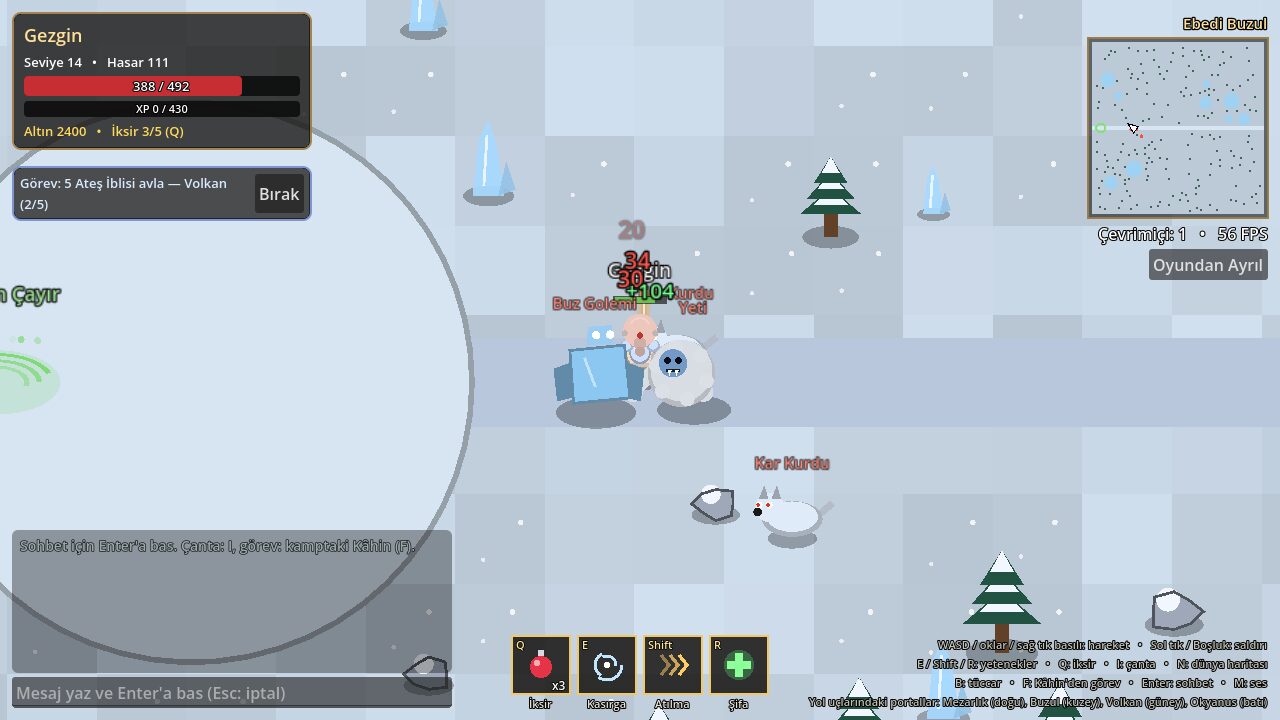 Gezgin
Seviye 14 • Hasar 111
388 / 492
XP 0 / 430
Altın 2400 • İksir 3/5 (Q)
Görev: 5 Ateş İblisi avla — Volkan
(2/5)
Bırak
Ebedi Buzul
Çevrimiçi: 1 • 56 FPS
Oyundan Ayrıl
20
34
30
+104
Buz Golemi
Kurdu
Yeti
Çayır
Kar Kurdu
Sohbet için Enter'a bas. Çanta: I, görev: kamptaki Kâhin (F).
Mesaj yaz ve Enter'a bas (Esc: iptal)
Q
x3
İksir
E
Kasırga
Shift
Atılma
R
Şifa
WASD / oklar / sağ tık basılı: hareket • Sol tık / Boşluk: saldırı
E / Shift / R: yetenekler • Q: iksir • I: çanta • N: dünya haritası
B: tüccar • F: Kâhin'den görev • Enter: sohbet • M: ses
Yol uçlarındaki portallar: Mezarlık (doğu), Buzul (kuzey), Volkan (güney), Okyanus (batı)